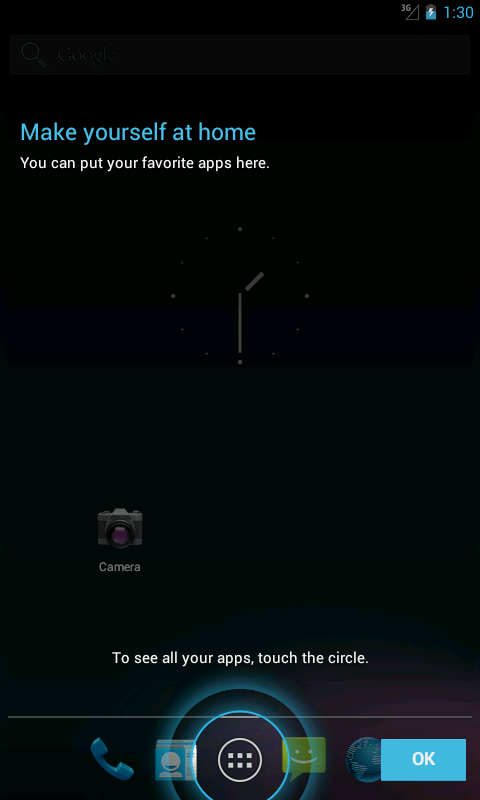 3G
1:30
Google
Make yourself at home
You can put your favorite apps here.
Camera
To see all your apps, touch the circle.
OK